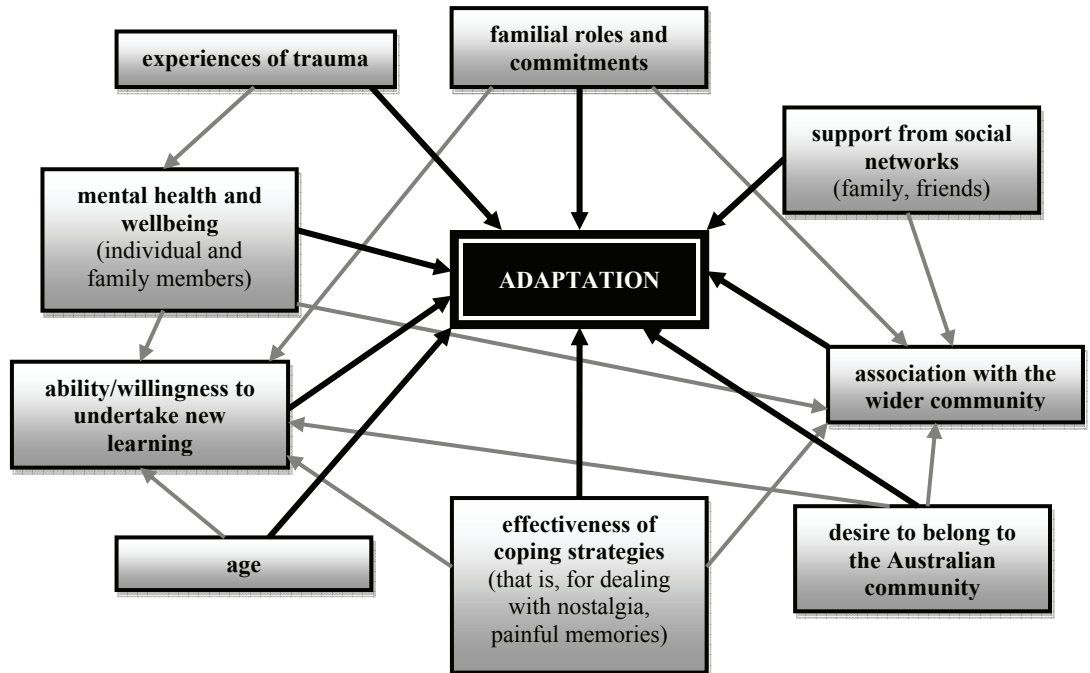 experiences of trauma
familial roles and
commitments
support from social
networks
(family, friends)
mental health and
wellbeing
(individual and
family members)
ADAPTATION
ability/willingness to
undertake new
learning
association with the
wider community
age
effectiveness of
coping strategies
(that is, for dealing
with nostalgia,
painful memories)
desire to belong to
the Australian
community